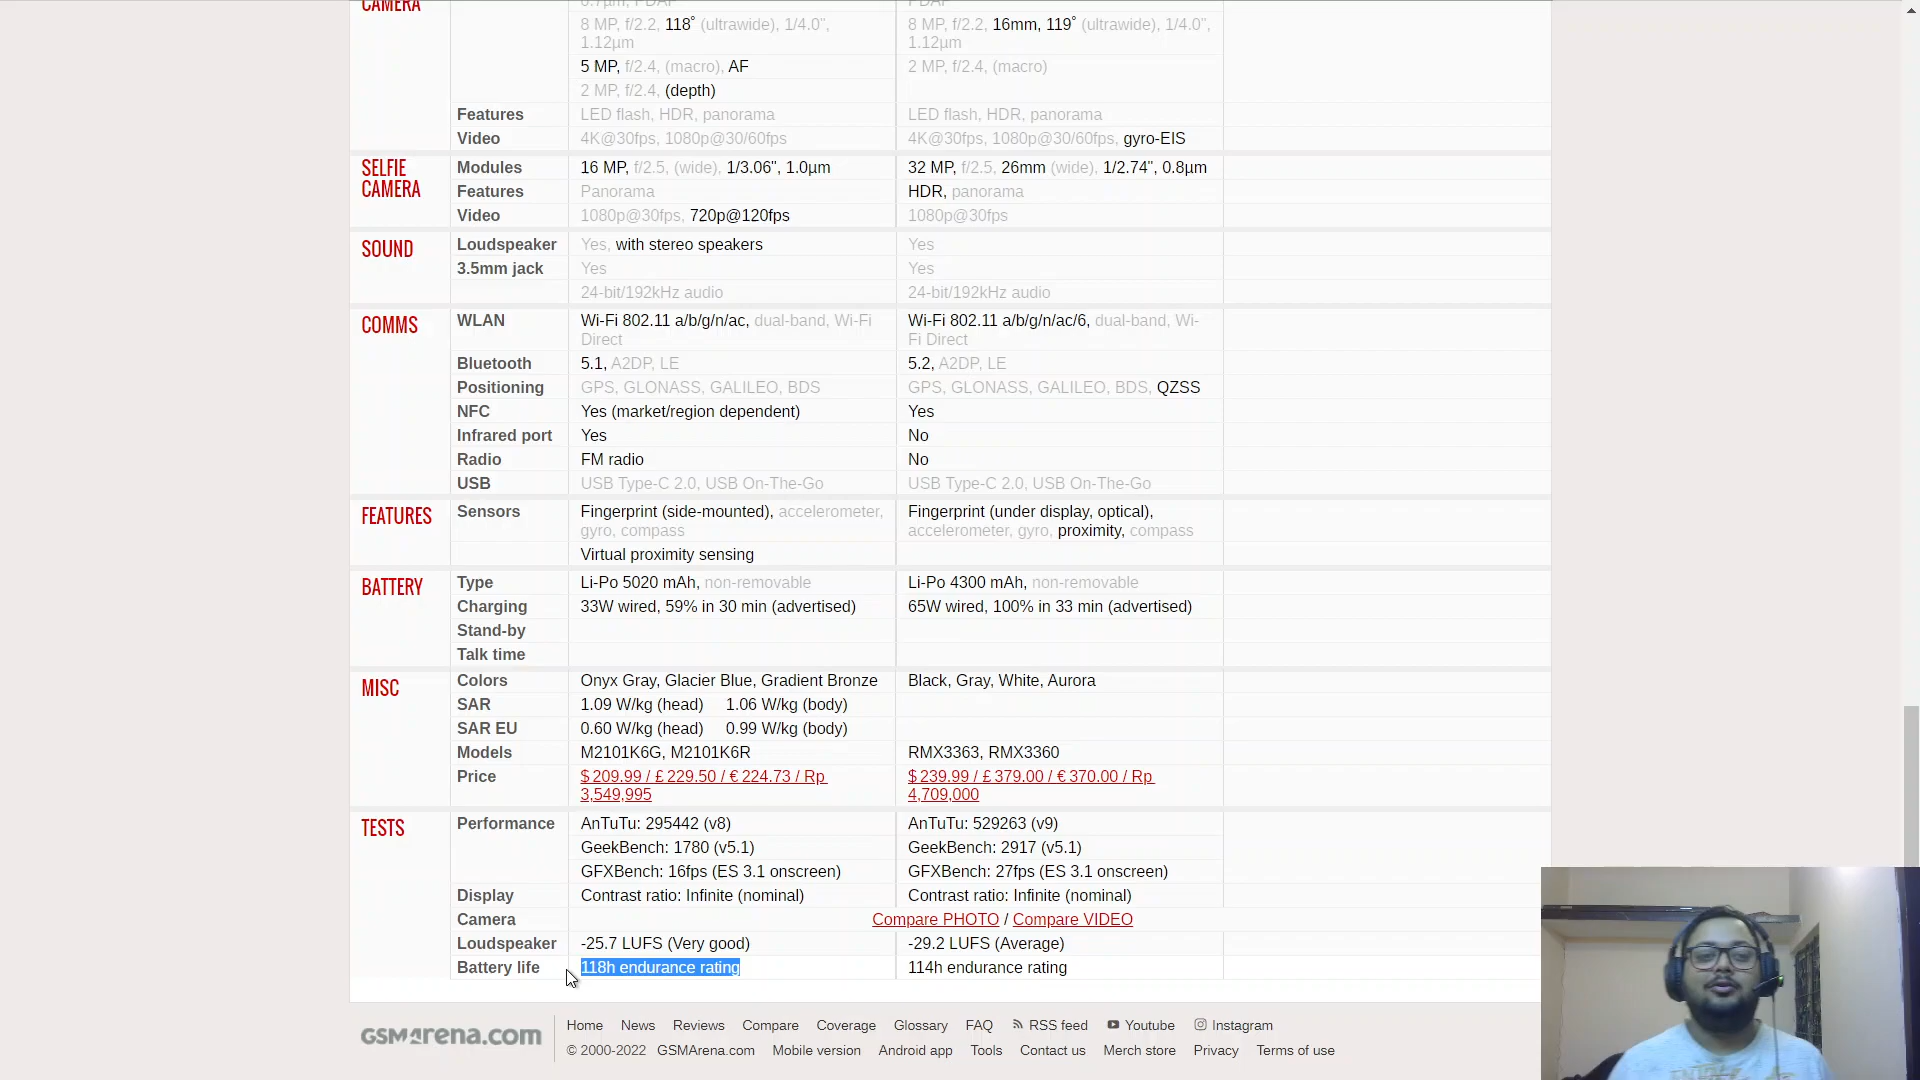 CAMERA
0.7µm, PDAF
PDAF
8 MP, f/2.2, 118˚ (ultrawide), 1/4.0",
1.12µm
8 MP, f/2.2, 16mm, 119˚ (ultrawide), 1/4.0",
1.12µm
5 MP, f/2.4, (macro), AF
2 MP, f/2.4, (macro)
2 MP, f/2.4, (depth)
Features
LED flash, HDR, panorama
LED flash, HDR, panorama
Video
4K@30fps, 1080p@30/60fps
4K@30fps, 1080p@30/60fps, gyro-EIS
SELFIE
CAMERA
Modules
16 MP, f/2.5, (wide), 1/3.06", 1.0µm
32 MP, f/2.5, 26mm (wide), 1/2.74", 0.8µm
Features
Panorama
HDR, panorama
Video
1080p@30fps, 720p@120fps
1080p@30fps
SOUND
Loudspeaker
Yes, with stereo speakers
Yes
3.5mm jack
Yes
Yes
24-bit/192kHz audio
24-bit/192kHz audio
COMMS
WLAN
Wi-Fi 802.11 a/b/g/n/ac, dual-band, Wi-Fi
Direct
Wi-Fi 802.11 a/b/g/n/ac/6, dual-band, Wi-
Fi Direct
Bluetooth
5.1, A2DP, LE
5.2, A2DP, LE
Positioning
GPS, GLONASS, GALILEO, BDS
GPS, GLONASS, GALILEO, BDS, QZSS
NFC
Yes (market/region dependent)
Yes
Infrared port
Yes
No
Radio
FM radio
No
USB
USB Type-C 2.0, USB On-The-Go
USB Type-C 2.0, USB On-The-Go
FEATURES
Sensors
Fingerprint (side-mounted), accelerometer,
gyro, compass
Fingerprint (under display, optical),
accelerometer, gyro, proximity, compass
Virtual proximity sensing
BATTERY
Type
Li-Po 5020 mAh, non-removable
Li-Po 4300 mAh, non-removable
Charging
33W wired, 59% in 30 min (advertised)
65W wired, 100% in 33 min (advertised)
Stand-by
Talk time
MISC
Colors
Onyx Gray, Glacier Blue, Gradient Bronze
Black, Gray, White, Aurora
SAR
1.09 W/kg (head) 1.06 W/kg (body)
SAR EU
0.60 W/kg (head) 0.99 W/kg (body)
Models
M2101K6G, M2101K6R
RMX3363, RMX3360
Price
$ 209.99 / £ 229.50 / € 224.73 / Rp
3,549,995
$ 239.99 / £ 379.00 / € 370.00 / Rp
4,709,000
TESTS
Performance
AnTuTu: 295442 (v8)
AnTuTu: 529263 (v9)
GeekBench: 1780 (v5.1)
GeekBench: 2917 (v5.1)
GFXBench: 16fps (ES 3.1 onscreen)
GFXBench: 27fps (ES 3.1 onscreen)
Display
Contrast ratio: Infinite (nominal)
Contrast ratio: Infinite (nominal)
Camera
Compare PHOTO / Compare VIDEO
Loudspeaker
-25.7 LUFS (Very good)
-29.2 LUFS (Average)
Battery life
118h endurance rating
114h endurance rating
GSMArena.com
Home News Reviews Compare Coverage Glossary FAQ RSS feed Youtube Instagram
© 2000-2022 GSMArena.com Mobile version Android app Tools Contact us Merch store Privacy Terms of use